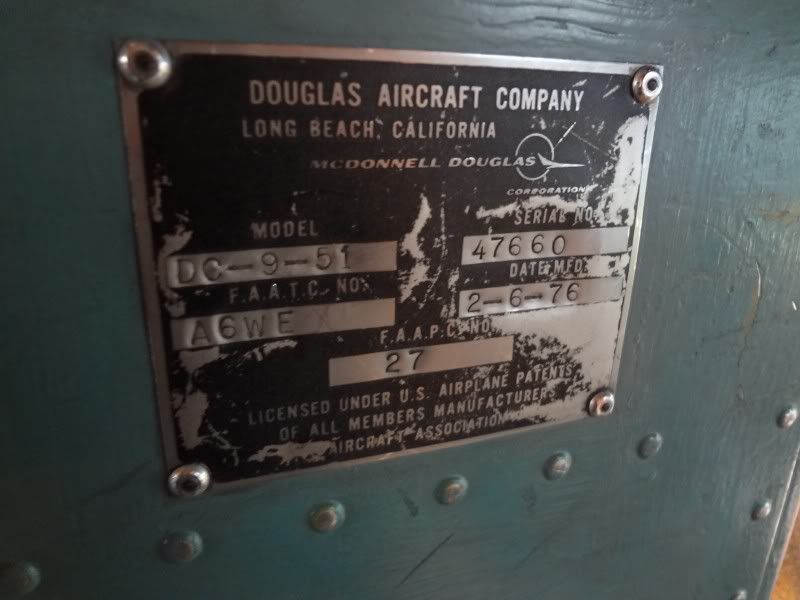 DOUGLAS AIRCRAFT COMPANY
LONG BEACH, CALIFORNIA
MCDONNELL DOUGLAS
CORPORATION
MODEL
SERIAL NO.
DC-9-51
47660
F.A.A.T.C. NO.
DATE MFD.
A6WE
2-6-76
F.A.A.P.C. NO.
27
LICENSED UNDER U.S. AIRPLANE PATENTS
OF ALL MEMBERS MANUFACTURERS
AIRCRAFT ASSOCIATION